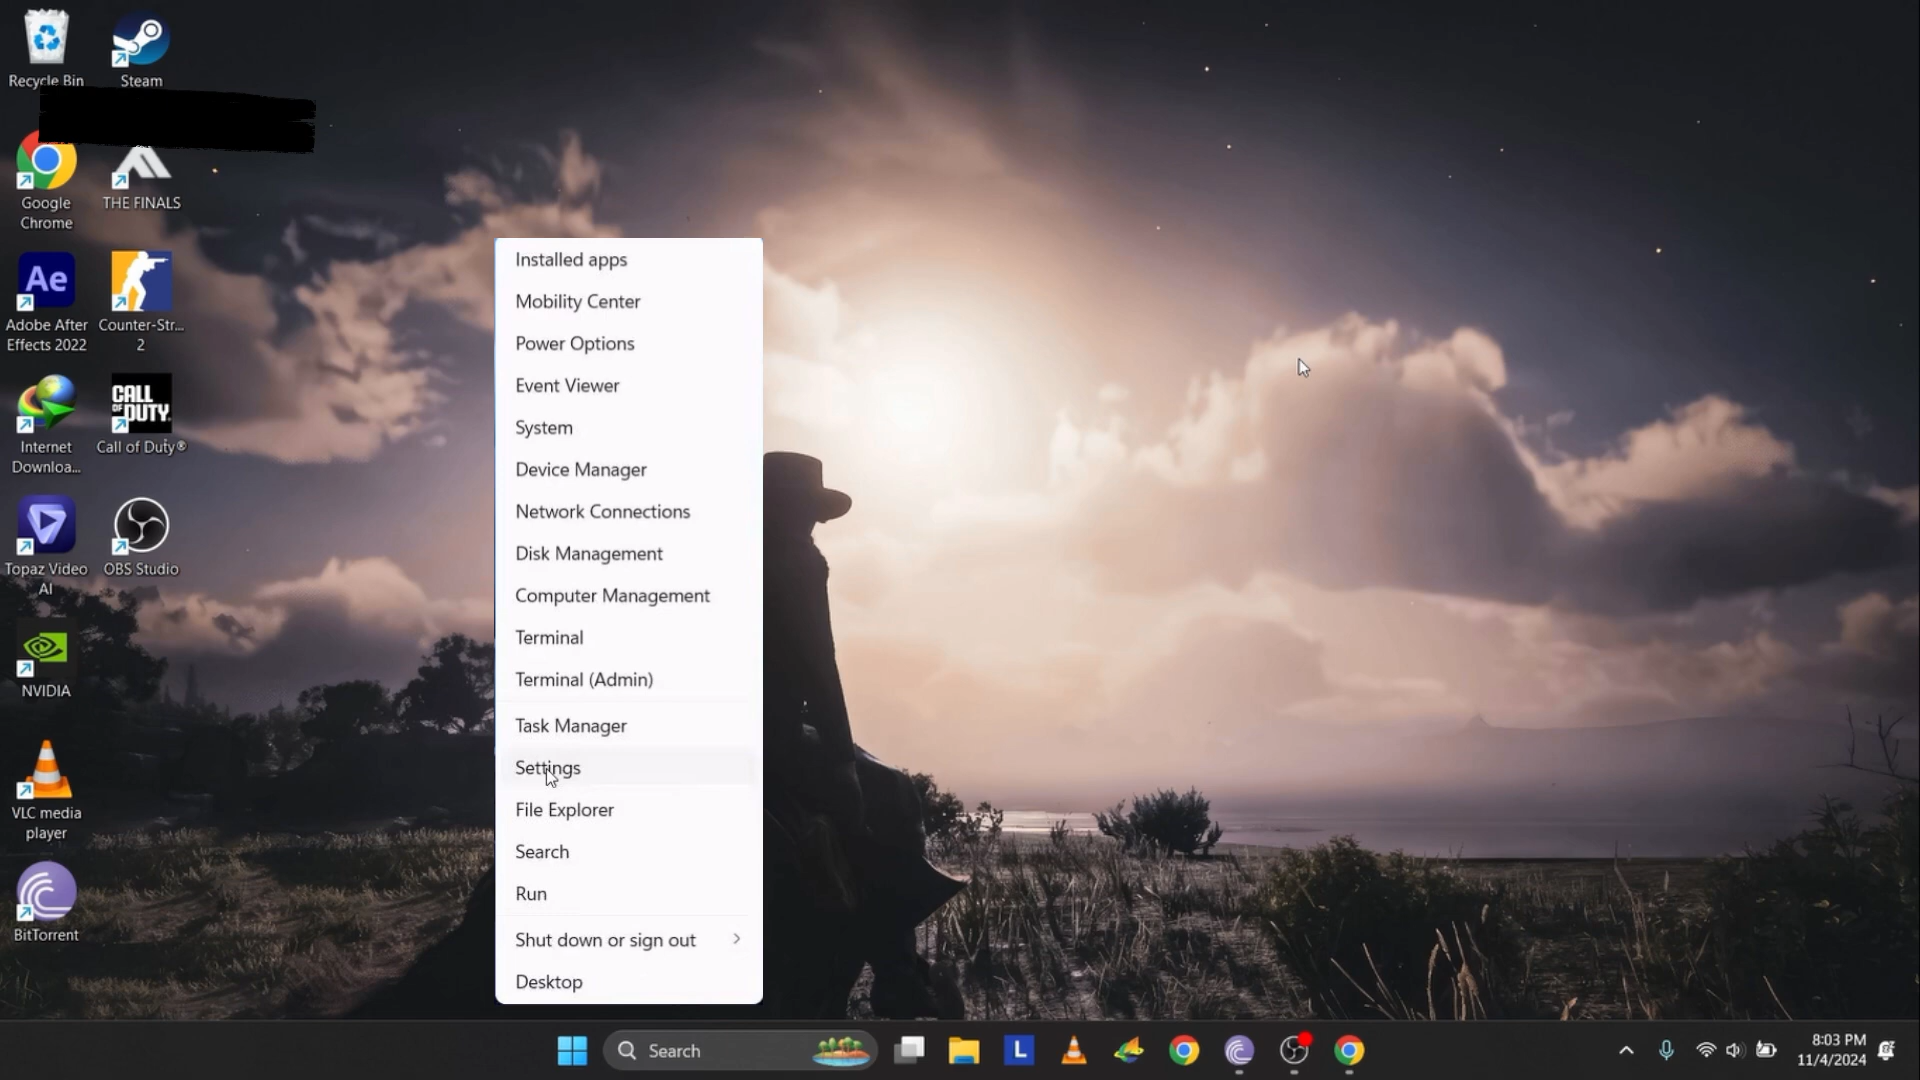 Recycle Bin
Steam
Google
Chrome
THE FINALS
Ae
Adobe After
Effects 2022
Counter-Str...
2
Internet
Downloa...
CALL
OF DUTY
Call of Duty®
Topaz Video
AI
OBS Studio
NVIDIA
VLC media
player
BitTorrent
Installed apps
Mobility Center
Power Options
Event Viewer
System
Device Manager
Network Connections
Disk Management
Computer Management
Terminal
Terminal (Admin)
Task Manager
Settings
File Explorer
Search
Run
Shut down or sign out
Desktop
Search
L
8:03 PM
11/4/2024